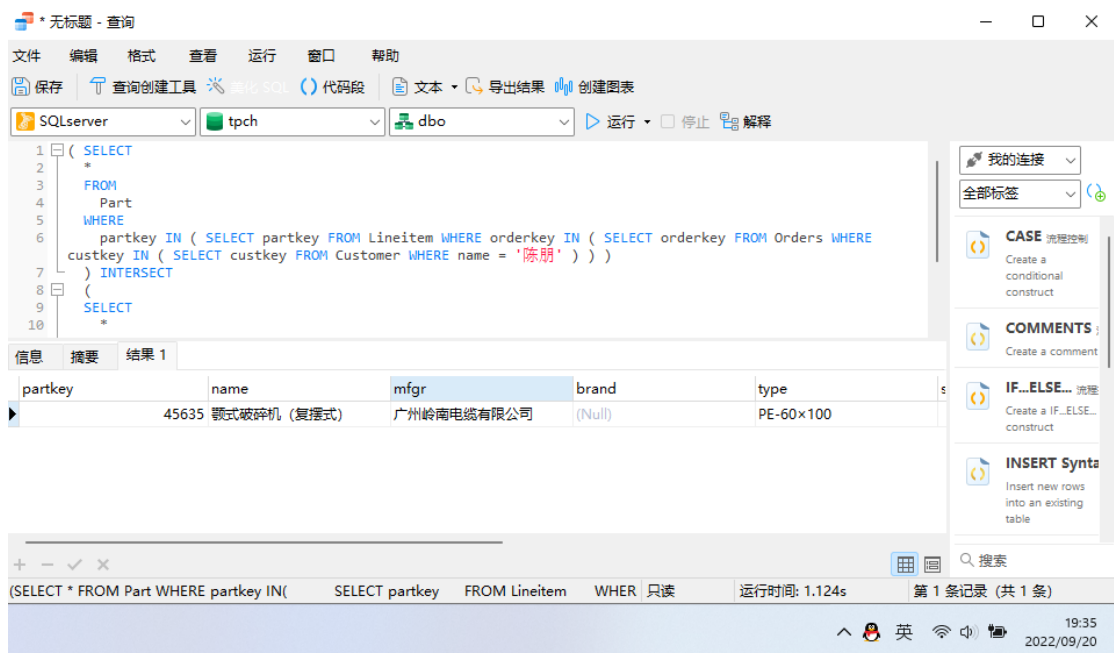 * 无标题 - 查询
文件 编辑 格式 查看 运行 窗口 帮助
保存 查询创建工具 美化 SQL () 代码段 文本 导出结果 创建图表
SQLserver tpch dbo 运行 停止 解释
1 ( SELECT
2 *
3 FROM
4 Part
5 WHERE
6 partkey IN ( SELECT partkey FROM Lineitem WHERE orderkey IN ( SELECT orderkey FROM Orders WHERE
custkey IN ( SELECT custkey FROM Customer WHERE name = '陈朋' ) ) )
7 ) INTERSECT
8 (
9 SELECT
10 *
我的连接
全部标签
CASE 流程控制
Create a
conditional
construct
COMMENTS
Create a comment
IF...ELSE... 流程
Create a IF...ELSE...
construct
INSERT Synta
Insert new rows
into an existing
table
搜索
信息 摘要 结果 1
partkey name mfgr brand type s
45635 颚式破碎机（复摆式） 广州岭南电缆有限公司 (Null) PE-60×100
(SELECT * FROM Part WHERE partkey IN( SELECT partkey FROM Lineitem WHER 只读 运行时间: 1.124s 第 1 条记录 (共 1 条)
英 19:35
2022/09/20